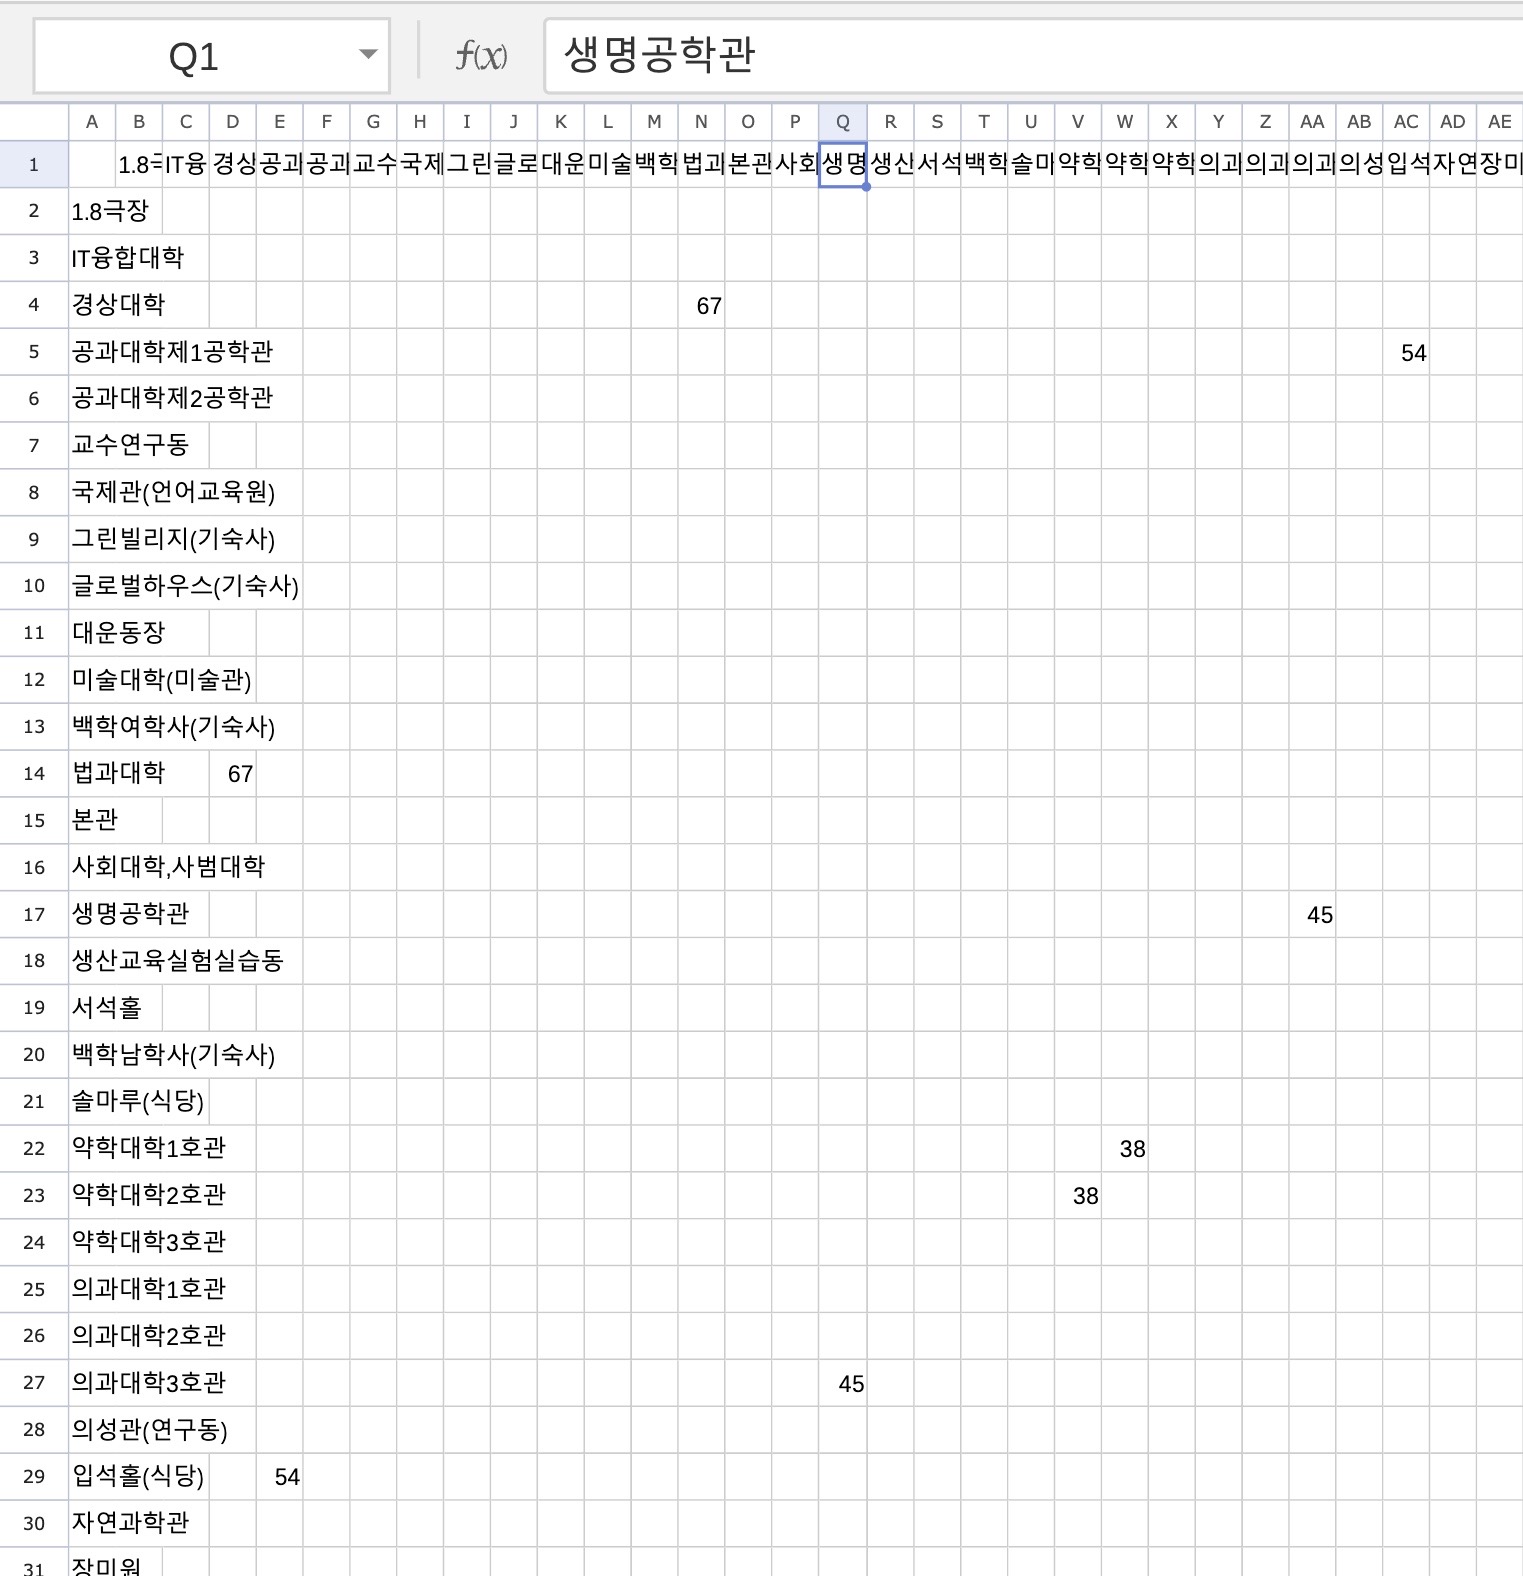 Q1 f(x) 생명공학관
A B C D E F G H I J K L M N O P Q R S T U V W X Y Z AA AB AC AD AE
1 1.8 IT융 경상 공과 공과 교수 국제 그린 글로 대운 미술 백학 법과 본관 사회 생명 생산 서석 백학 솔마 약학 약학 약학 의과 의과 의과 의성 입석 자연 장미
2 1.8극장
3 IT융합대학
4 경상대학 67
5 공과대학제1공학관 54
6 공과대학제2공학관
7 교수연구동
8 국제관(언어교육원)
9 그린빌리지(기숙사)
10 글로벌하우스(기숙사)
11 대운동장
12 미술대학(미술관)
13 백학여학사(기숙사)
14 법과대학 67
15 본관
16 사회대학,사범대학
17 생명공학관 45
18 생산교육실험실습동
19 서석홀
20 백학남학사(기숙사)
21 솔마루(식당)
22 약학대학1호관 38
23 약학대학2호관 38
24 약학대학3호관
25 의과대학1호관
26 의과대학2호관
27 의과대학3호관 45
28 의성관(연구동)
29 입석홀(식당) 54
30 자연과학관
31 장미원